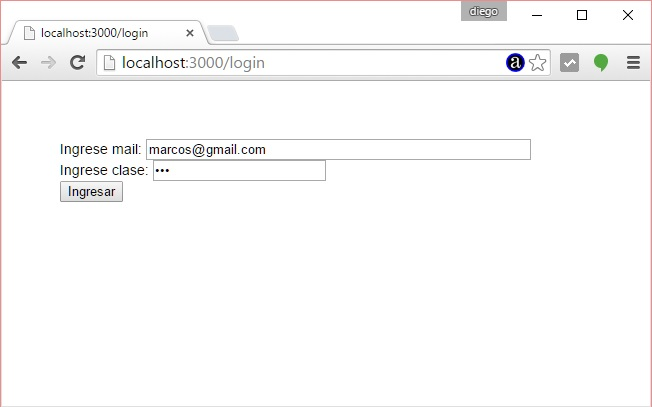 diego
localhost:3000/login
localhost:3000/login
a
Ingrese mail: marcos@gmail.com
Ingrese clase: •••
Ingresar